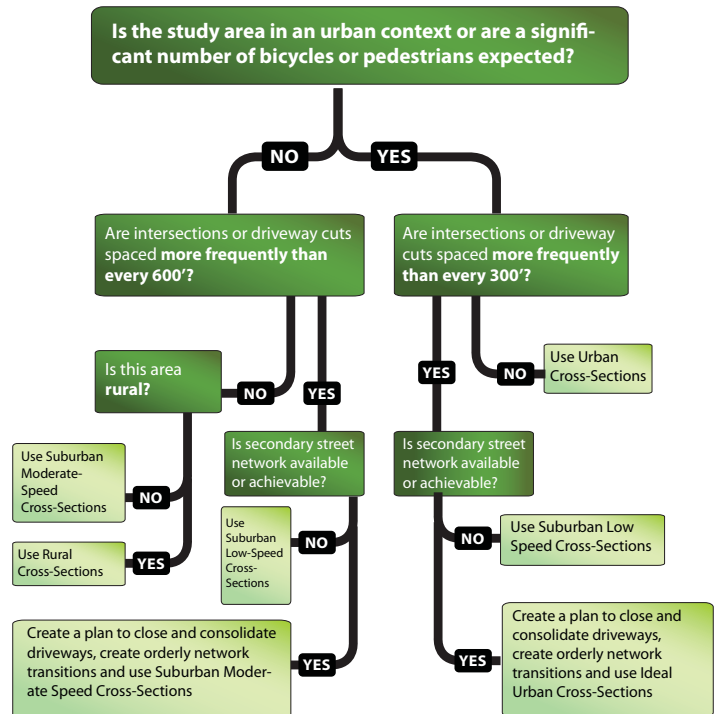 Is the study area in an urban context or are a signifi-
cant number of bicycles or pedestrians expected?
NO
YES
Are intersections or driveway cuts
spaced more frequently than
every 600'?
Are intersections or driveway
cuts spaced more frequently
than every 300'?
Is this area
rural?
NO
YES
YES
NO
Use Urban
Cross-Sections
Use Suburban
Moderate-
Speed
Cross-Sections
NO
Use Rural
Cross-Sections
YES
Is secondary street
network available
or achievable?
Use
Suburban
Low-Speed
Cross-
Sections
NO
Create a plan to close and consolidate
driveways, create orderly network
transitions and use Suburban Moder-
ate Speed Cross-Sections
YES
Is secondary street
network available
or achievable?
NO
Use Suburban Low
Speed Cross-Sections
YES
Create a plan to close and
consolidate driveways,
create orderly network
transitions and use Ideal
Urban Cross-Sections